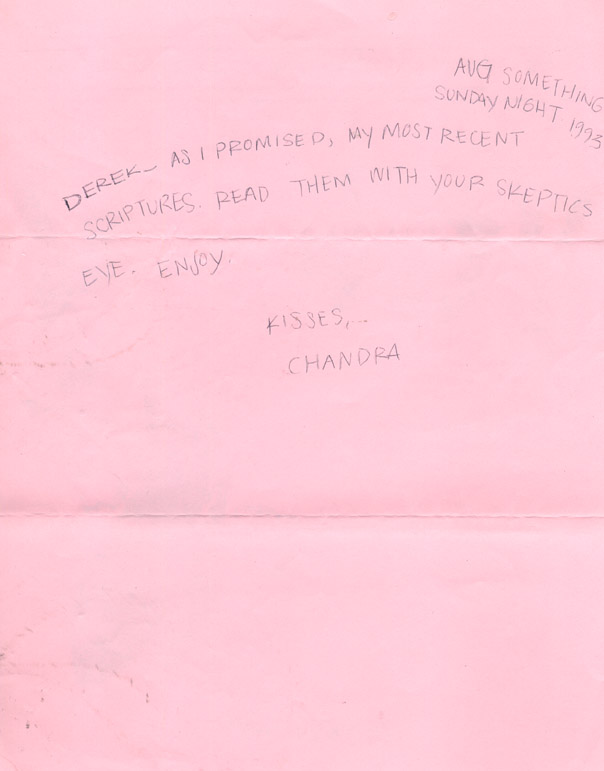 AUG SOMETHING
SUNDAY NIGHT 1993
DEREK— AS I PROMISED, MY MOST RECENT
SCRIPTURES. READ THEM WITH YOUR SKEPTICS
EYE. ENJOY.
KISSES,—
CHANDRA